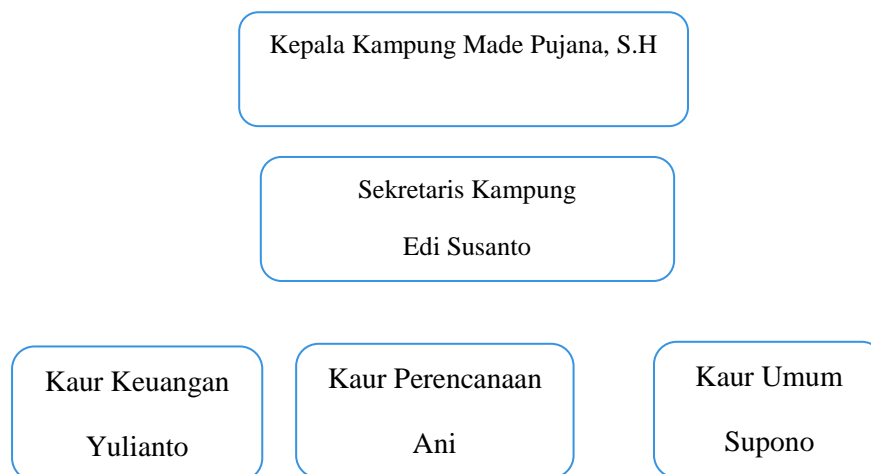 Kepala Kampung Made Pujana, S.H
Sekretaris Kampung
Edi Susanto
Kaur Keuangan
Yulianto
Kaur Perencanaan
Ani
Kaur Umum
Supono